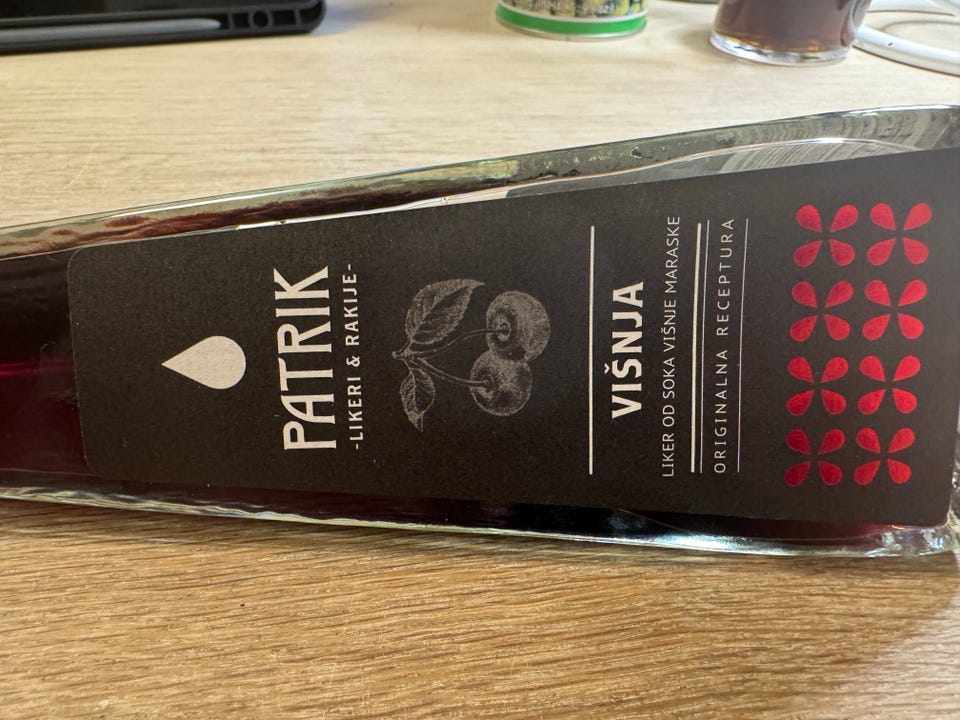 PATRIK
-LIKERI & RAKIJE-
VIŠNJA
LIKER OD SOKA VIŠNJE MARASKE
ORIGINALNA RECEPTURA